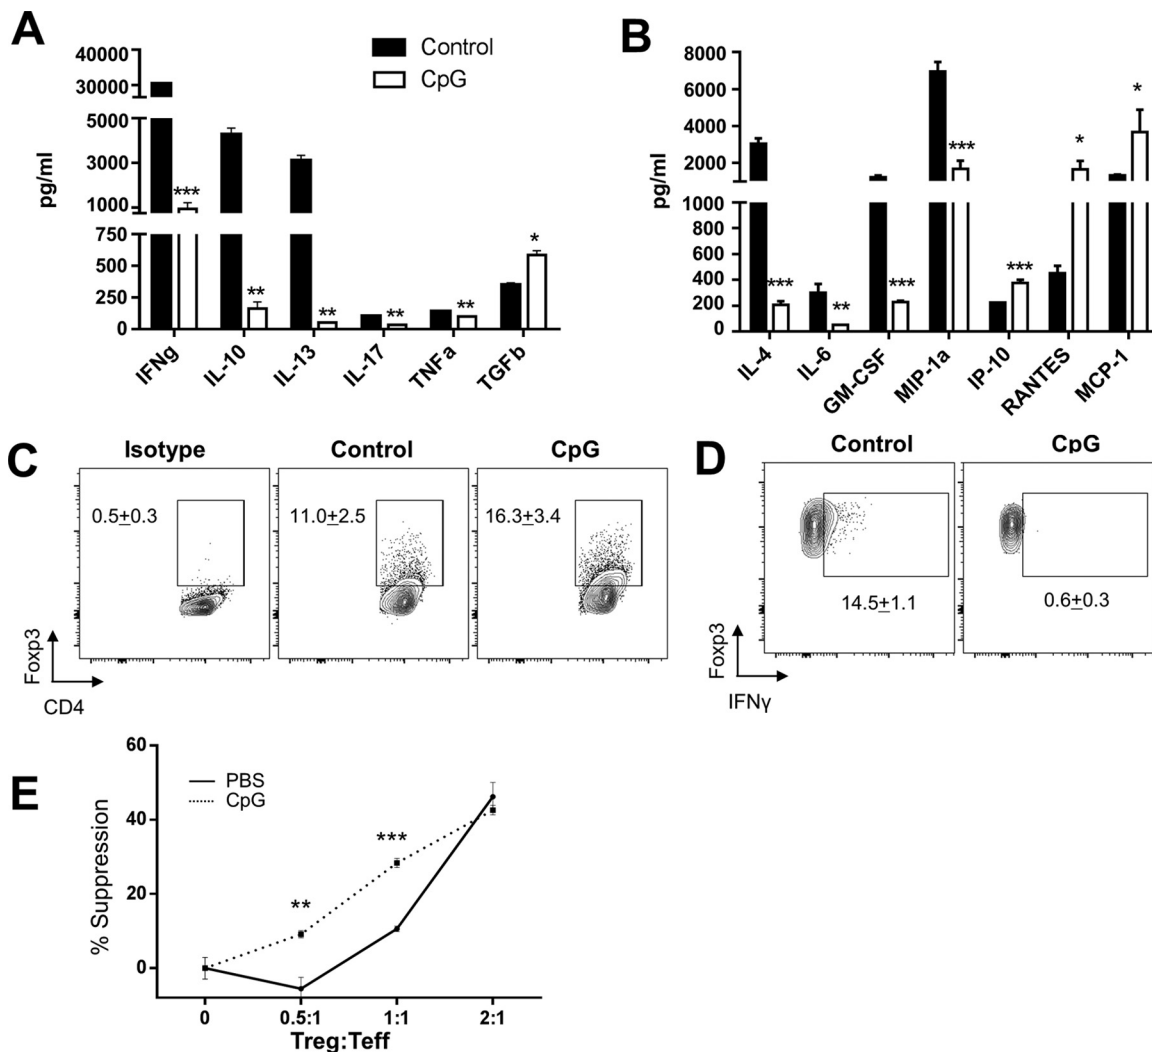 A
Control
CpG
40000
30000
5000
3000
1000
750
500
250
0
pg/ml
***
**
**
**
**
*
IFNg
IL-10
IL-13
IL-17
TNFa
TGFb
B
8000
6000
4000
2000
1000
800
600
400
200
0
pg/ml
***
**
***
***
***
*
*
IL-4
IL-6
GM-CSF
MIP-1a
IP-10
RANTES
MCP-1
C
Isotype
Control
CpG
0.5±0.3
11.0±2.5
16.3±3.4
Foxp3
CD4
D
Control
CpG
14.5±1.1
0.6±0.3
Foxp3
IFNγ
E
PBS
CpG
60
40
20
0
% Suppression
**
***
0
0.5:1
1:1
2:1
Treg:Teff